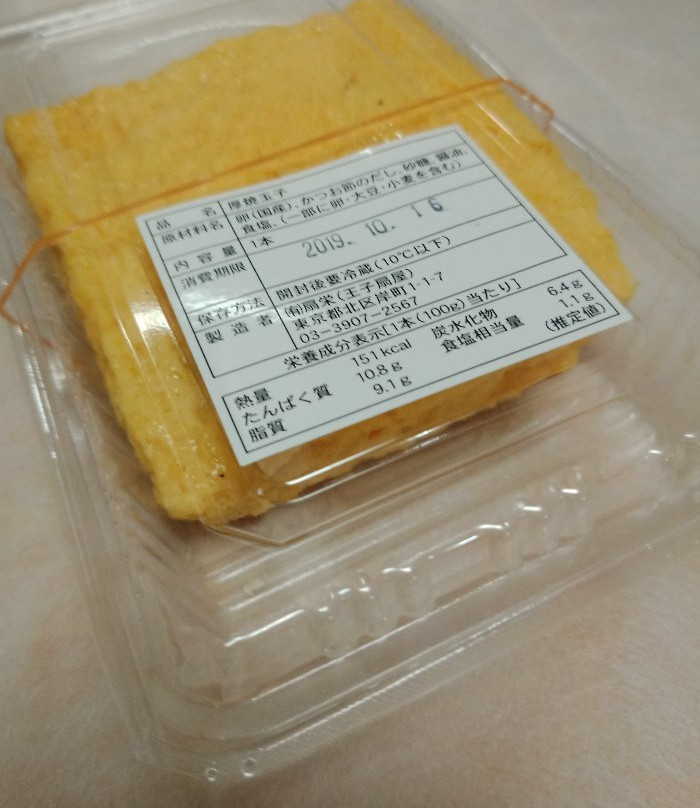 品名 厚焼玉子
原材料名 卵(国産)、かつお節のだし、砂糖、醤油、
食塩、(一部に卵・大豆・小麦を含む)
内容量 1本
消費期限 2019. 10. 16
保存方法 開封後要冷蔵(10℃以下)
製造者 ㈲扇栄(王子扇屋)
東京都北区岸町1-1-7
03-3907-2567
栄養成分表示[1本(100g)当たり]
熱量 151kcal 炭水化物 6.4g
たんぱく質 10.8g 食塩相当量 1.1g
脂質 9.1g (推定値)